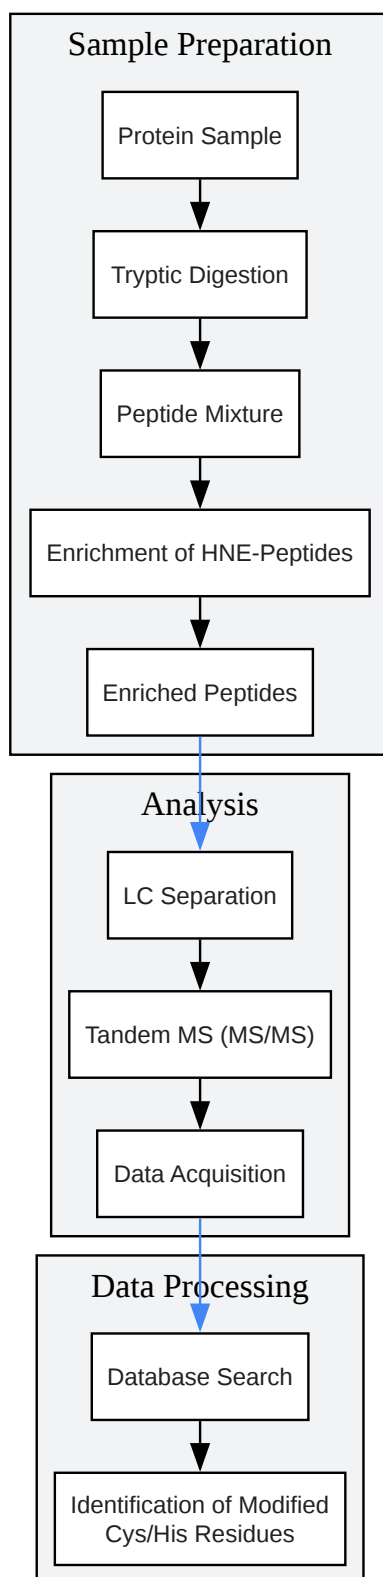 Sample Preparation
Protein Sample
Tryptic Digestion
Peptide Mixture
Enrichment of HNE-Peptides
Enriched Peptides
Analysis
LC Separation
Tandem MS (MS/MS)
Data Acquisition
Data Processing
Database Search
Identification of Modified
Cys/His Residues